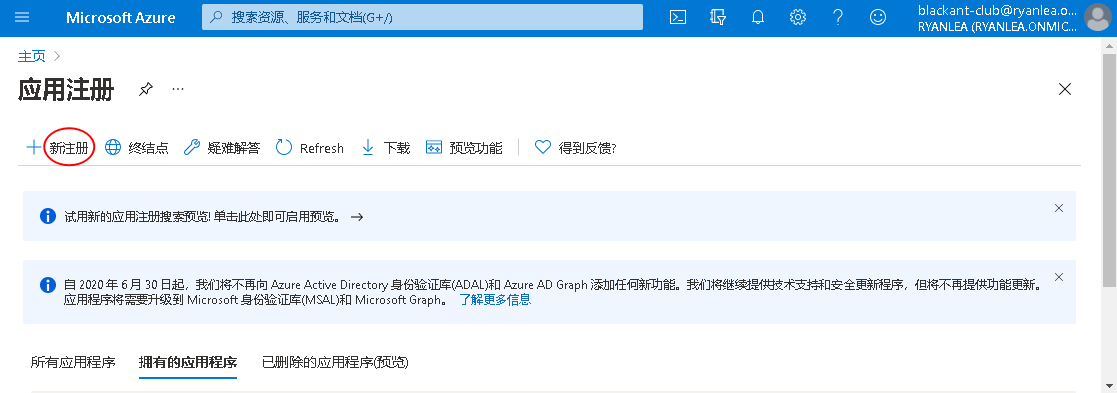 Microsoft Azure
搜索资源、服务和文档(G+/)
blackant-club@ryanlea.o...
RYANLEA (RYANLEA.ONMIC...
主页
应用注册
新注册 终结点 疑难解答 Refresh 下载 预览功能 得到反馈?
试用新的应用注册搜索预览! 单击此处即可启用预览。 →
自 2020 年 6 月 30 日起，我们将不再向 Azure Active Directory 身份验证库(ADAL)和 Azure AD Graph 添加任何新功能。我们将继续提供技术支持和安全更新程序，但将不再提供功能更新。
应用程序将需要升级到 Microsoft 身份验证库(MSAL)和 Microsoft Graph。 了解更多信息
所有应用程序 拥有的应用程序 已删除的应用程序(预览)